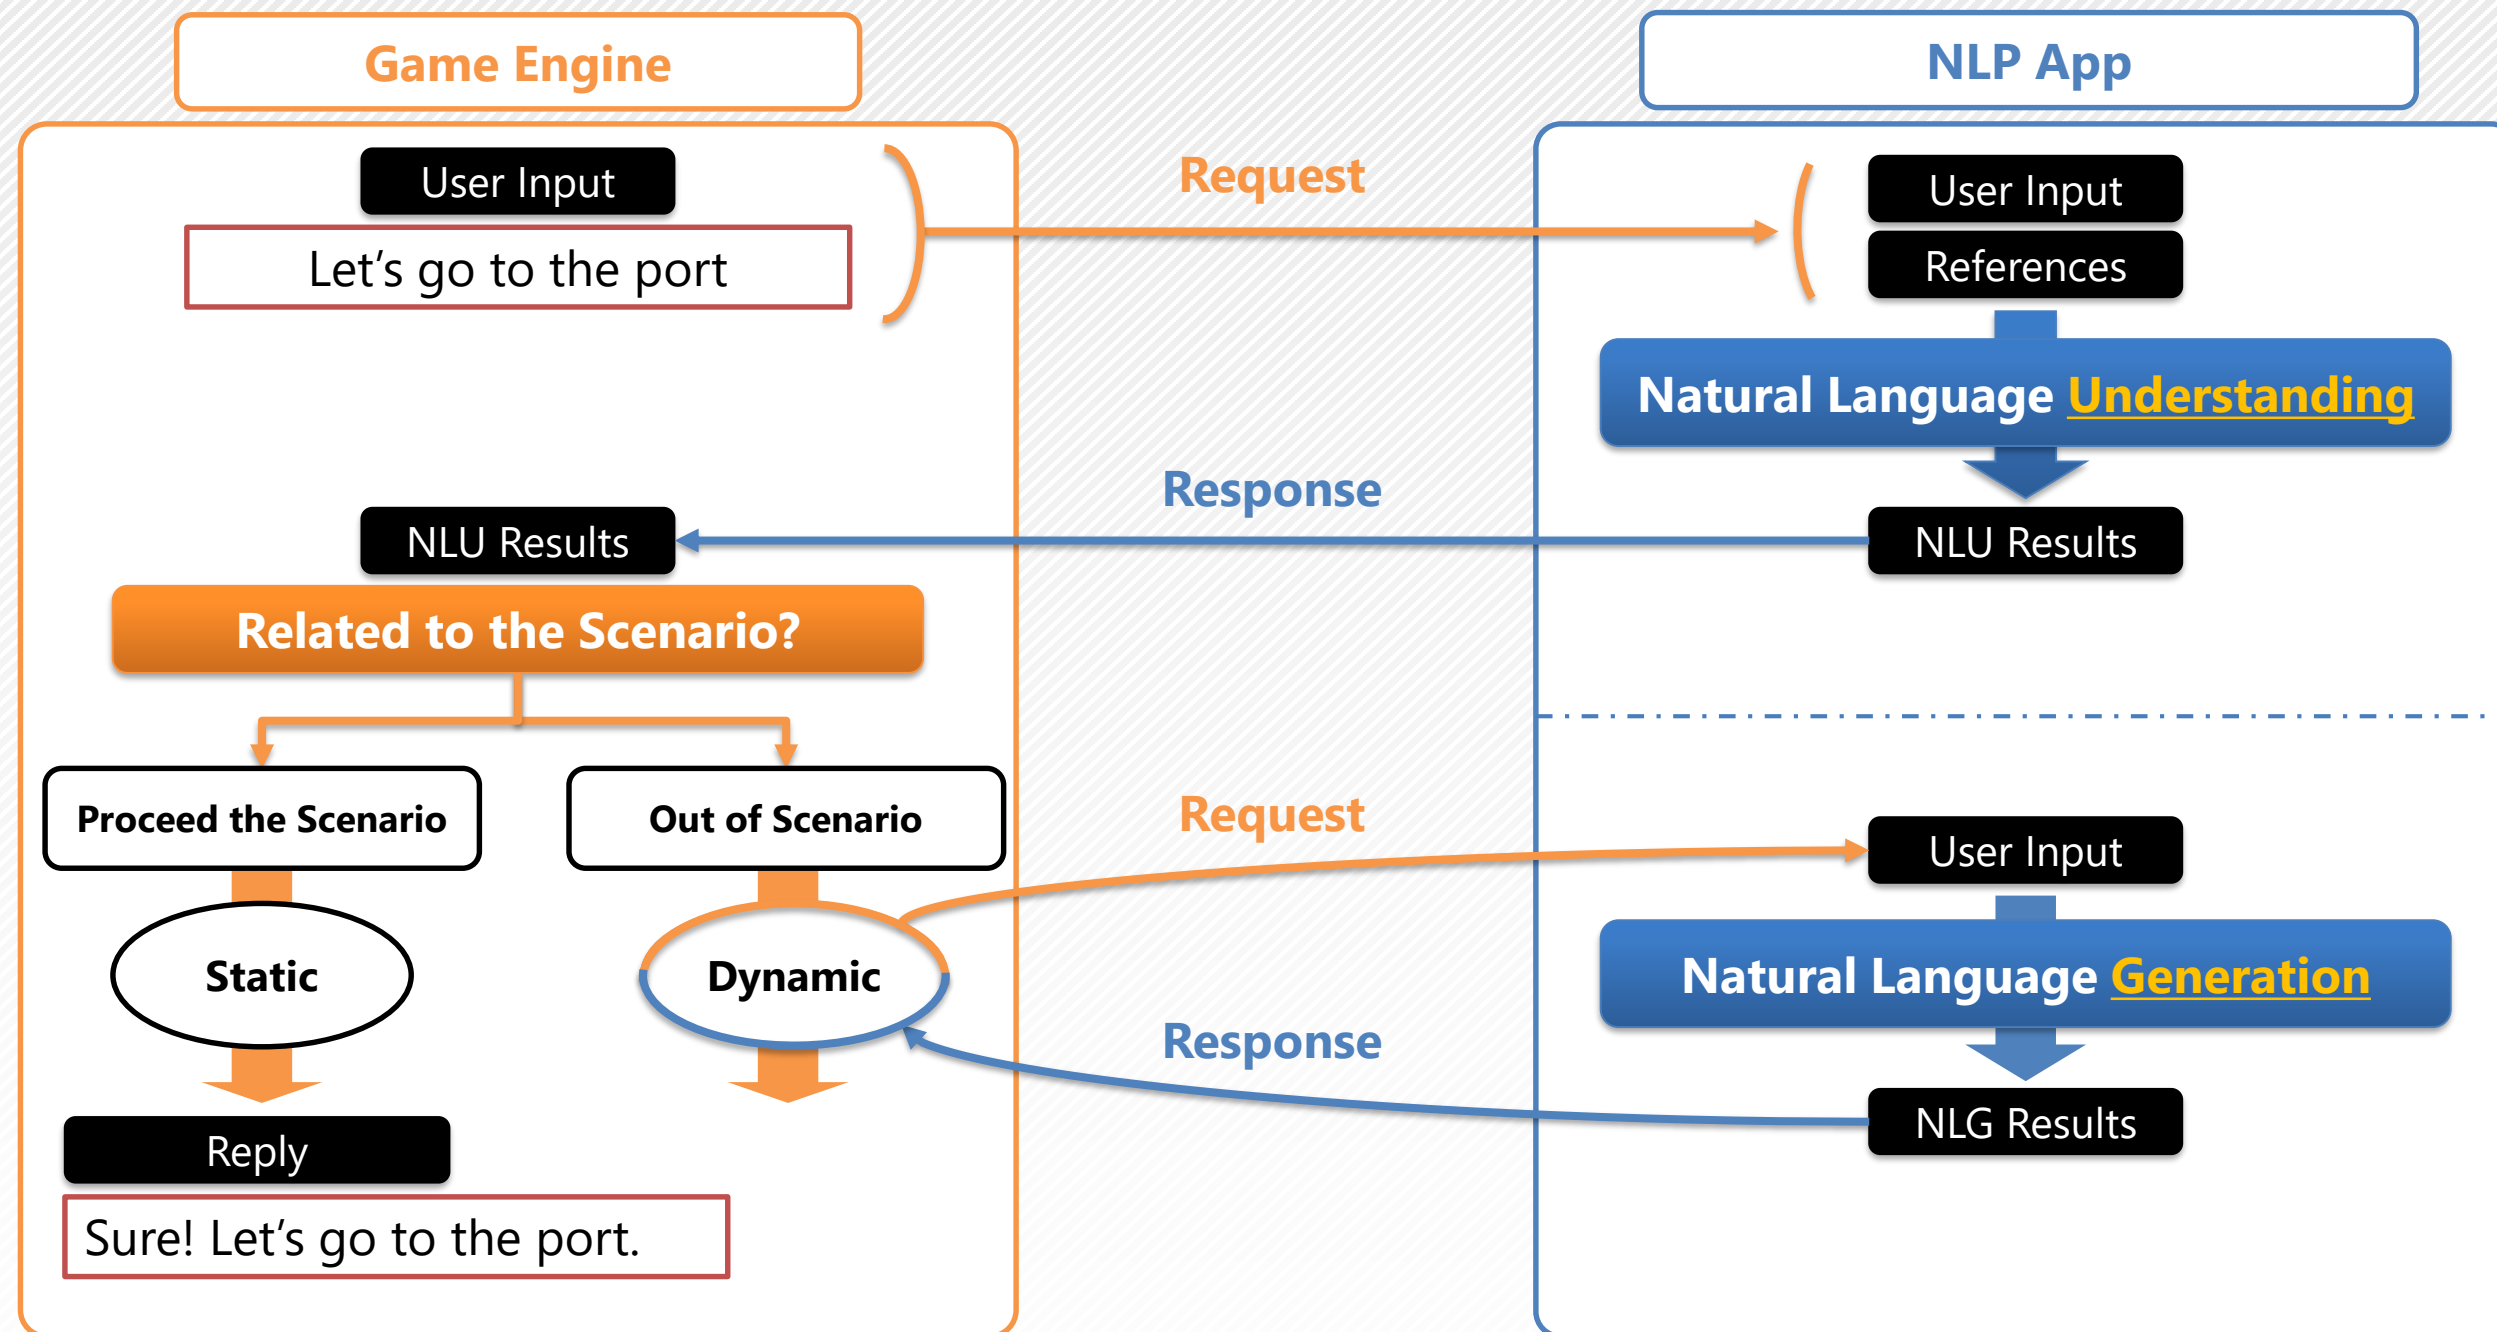 Game Engine
NLP App
User Input
Let's go to the port
Request
User Input
References
Natural Language Understanding
Response
NLU Results
NLU Results
Related to the Scenario?
Proceed the Scenario
Out of Scenario
Request
User Input
Static
Dynamic
Natural Language Generation
Response
NLG Results
Reply
Sure! Let's go to the port.